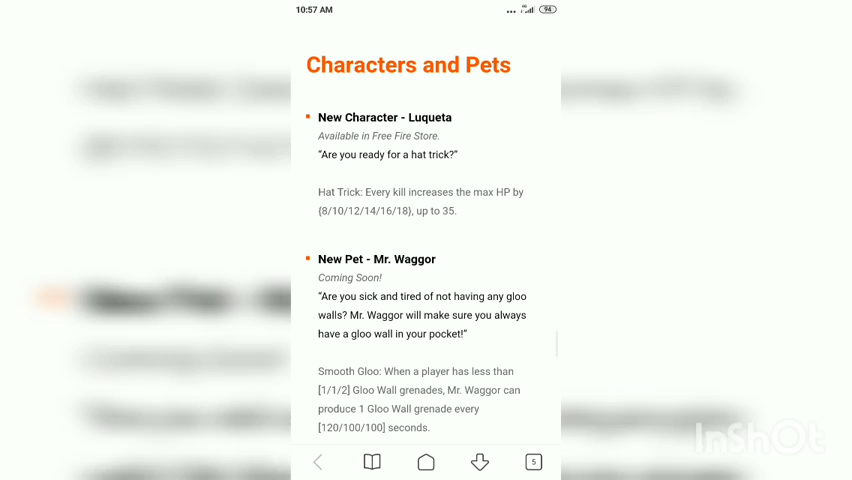 10:57 AM
94
Characters and Pets
New Character - Luqueta
Available in Free Fire Store.
“Are you ready for a hat trick?”
Hat Trick: Every kill increases the max HP by
{8/10/12/14/16/18}, up to 35.
New Pet - Mr. Waggor
Coming Soon!
“Are you sick and tired of not having any gloo
walls? Mr. Waggor will make sure you always
have a gloo wall in your pocket!”
Smooth Gloo: When a player has less than
[1/1/2] Gloo Wall grenades, Mr. Waggor can
produce 1 Gloo Wall grenade every
[120/100/100] seconds.
InShOt
5